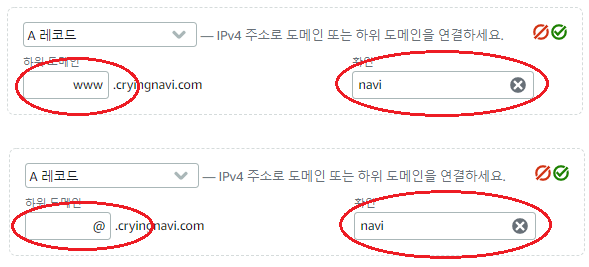 A 레코드 — IPv4 주소로 도메인 또는 하위 도메인을 연결하세요.
하위 도메인 확인
www .cryingnavi.com navi
A 레코드 — IPv4 주소로 도메인 또는 하위 도메인을 연결하세요.
하위 도메인 확인
@ .cryingnavi.com navi